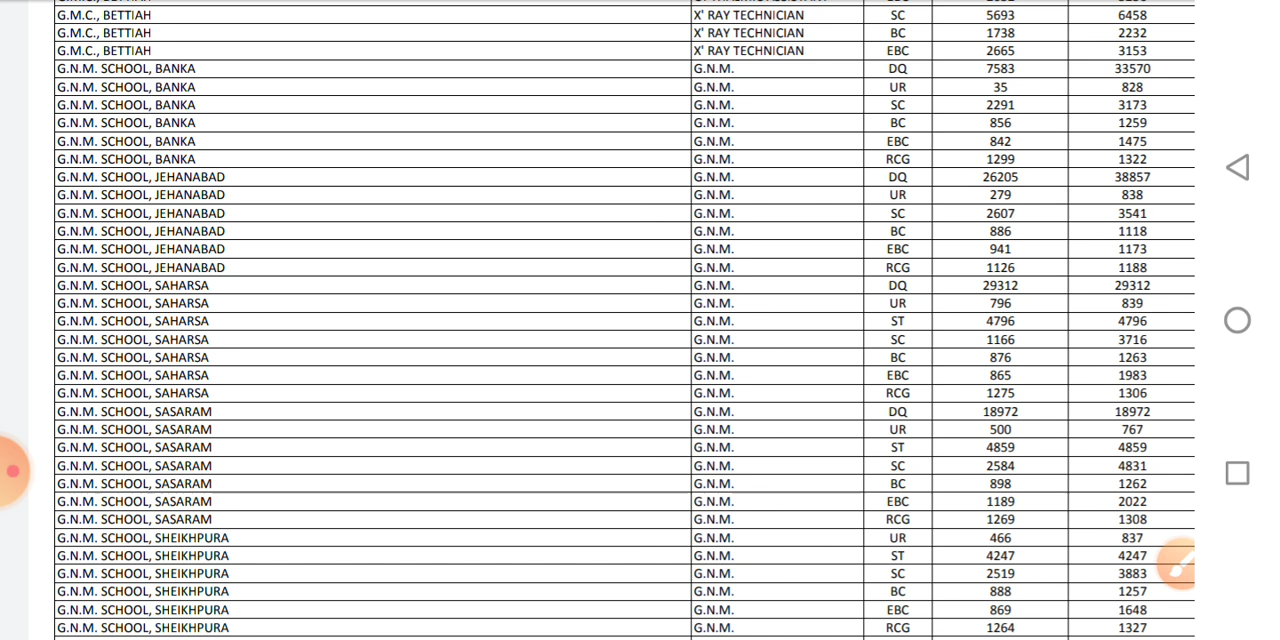 G.M.C., BETTIAH X' RAY TECHNICIAN SC 5693 6458
G.M.C., BETTIAH X' RAY TECHNICIAN BC 1738 2232
G.M.C., BETTIAH X' RAY TECHNICIAN EBC 2665 3153
G.N.M. SCHOOL, BANKA G.N.M. DQ 7583 33570
G.N.M. SCHOOL, BANKA G.N.M. UR 35 828
G.N.M. SCHOOL, BANKA G.N.M. SC 2291 3173
G.N.M. SCHOOL, BANKA G.N.M. BC 856 1259
G.N.M. SCHOOL, BANKA G.N.M. EBC 842 1475
G.N.M. SCHOOL, BANKA G.N.M. RCG 1299 1322
G.N.M. SCHOOL, JEHANABAD G.N.M. DQ 26205 38857
G.N.M. SCHOOL, JEHANABAD G.N.M. UR 279 838
G.N.M. SCHOOL, JEHANABAD G.N.M. SC 2607 3541
G.N.M. SCHOOL, JEHANABAD G.N.M. BC 886 1118
G.N.M. SCHOOL, JEHANABAD G.N.M. EBC 941 1173
G.N.M. SCHOOL, JEHANABAD G.N.M. RCG 1126 1188
G.N.M. SCHOOL, SAHARSA G.N.M. DQ 29312 29312
G.N.M. SCHOOL, SAHARSA G.N.M. UR 796 839
G.N.M. SCHOOL, SAHARSA G.N.M. ST 4796 4796
G.N.M. SCHOOL, SAHARSA G.N.M. SC 1166 3716
G.N.M. SCHOOL, SAHARSA G.N.M. BC 876 1263
G.N.M. SCHOOL, SAHARSA G.N.M. EBC 865 1983
G.N.M. SCHOOL, SAHARSA G.N.M. RCG 1275 1306
G.N.M. SCHOOL, SASARAM G.N.M. DQ 18972 18972
G.N.M. SCHOOL, SASARAM G.N.M. UR 500 767
G.N.M. SCHOOL, SASARAM G.N.M. ST 4859 4859
G.N.M. SCHOOL, SASARAM G.N.M. SC 2584 4831
G.N.M. SCHOOL, SASARAM G.N.M. BC 898 1262
G.N.M. SCHOOL, SASARAM G.N.M. EBC 1189 2022
G.N.M. SCHOOL, SASARAM G.N.M. RCG 1269 1308
G.N.M. SCHOOL, SHEIKHPURA G.N.M. UR 466 837
G.N.M. SCHOOL, SHEIKHPURA G.N.M. ST 4247 4247
G.N.M. SCHOOL, SHEIKHPURA G.N.M. SC 2519 3883
G.N.M. SCHOOL, SHEIKHPURA G.N.M. BC 888 1257
G.N.M. SCHOOL, SHEIKHPURA G.N.M. EBC 869 1648
G.N.M. SCHOOL, SHEIKHPURA G.N.M. RCG 1264 1327